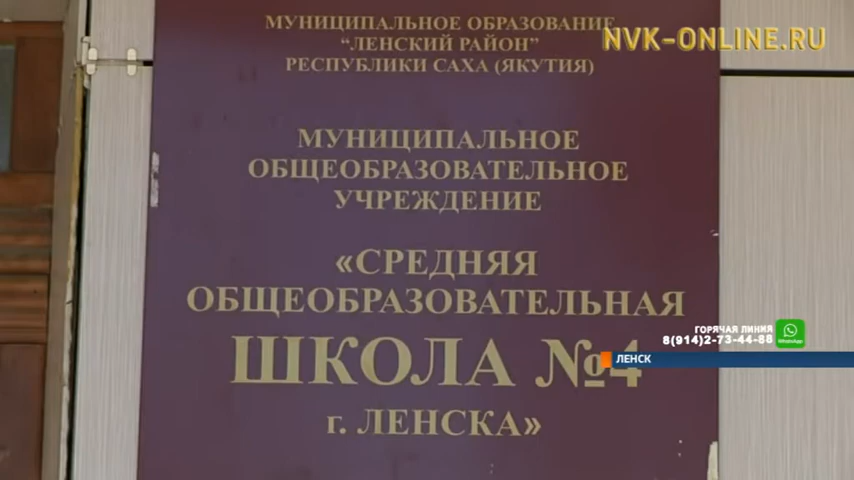 МУНИЦИПАЛЬНОЕ ОБРАЗОВАНИЕ
“ЛЕНСКИЙ РАЙОН”
РЕСПУБЛИКИ САХА (ЯКУТИЯ)
NVK-ONLINE.RU
МУНИЦИПАЛЬНОЕ
ОБЩЕОБРАЗОВАТЕЛЬНОЕ
УЧРЕЖДЕНИЕ
«СРЕДНЯЯ
ОБЩЕОБРАЗОВАТЕЛЬНАЯ
ШКОЛА №4
г. ЛЕНСКА»
ГОРЯЧАЯ ЛИНИЯ
8(914)2-73-44-88
WhatsApp
ЛЕНСК